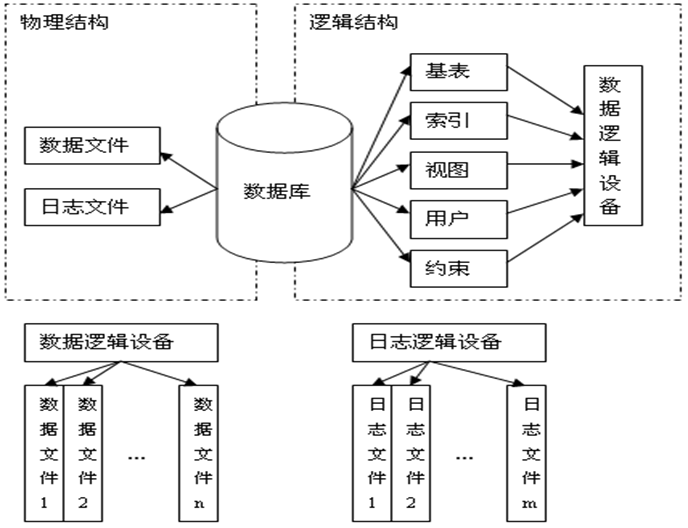 物理结构
逻辑结构
数据文件
日志文件
数据库
基表
索引
视图
用户
约束
数据逻辑设备
数据逻辑设备
数据文件1
数据文件2
...
数据文件n
日志逻辑设备
日志文件1
日志文件2
...
日志文件m